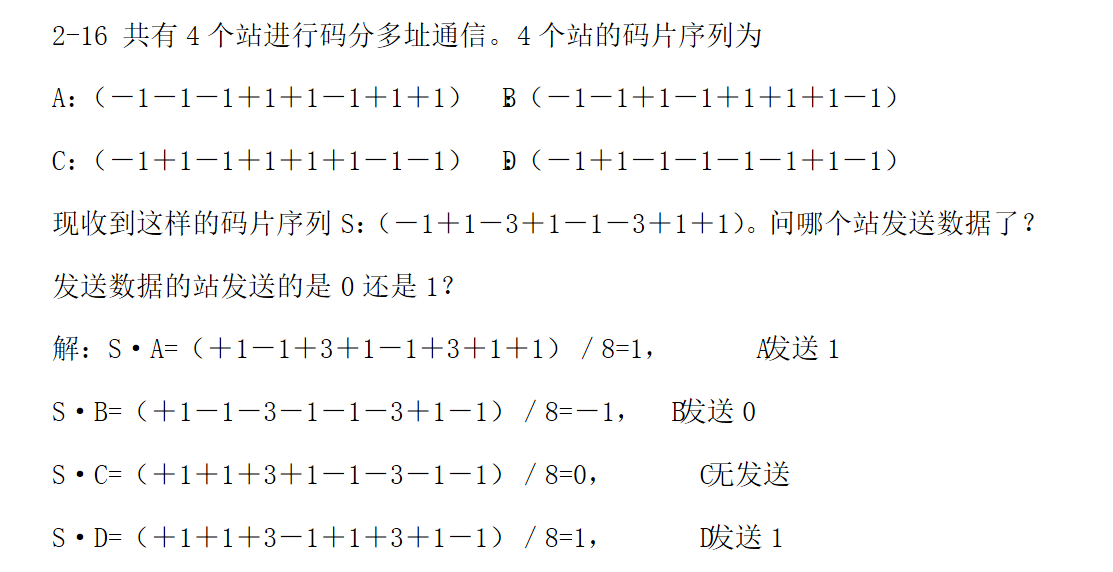 2-16 共有4个站进行码分多址通信。4个站的码片序列为
A:（－1－1－1＋1＋1－1＋1＋1） B:（－1－1＋1－1＋1＋1＋1－1）
C:（－1＋1－1＋1＋1＋1－1－1） D:（－1＋1－1－1－1－1＋1－1）
现收到这样的码片序列S:（－1＋1－3＋1－1－3＋1＋1）。问哪个站发送数据了？
发送数据的站发送的是0还是1？
解：S·A=（＋1－1＋3＋1－1＋3＋1＋1）／8=1， A发送1
S·B=（＋1－1－3－1－1－3＋1－1）／8=－1， B发送0
S·C=（＋1＋1＋3＋1－1－3－1－1）／8=0， C无发送
S·D=（＋1＋1＋3－1＋1＋3＋1－1）／8=1， D发送1